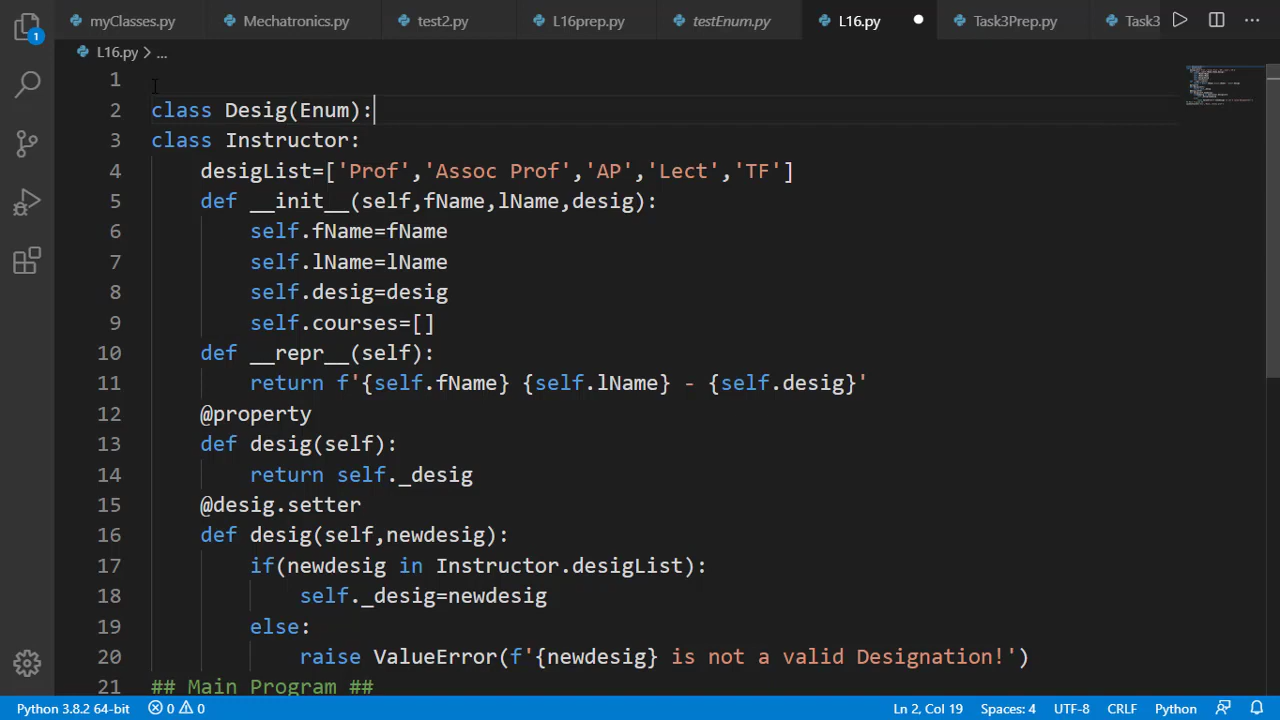 myClasses.py Mechatronics.py test2.py L16prep.py testEnum.py L16.py Task3Prep.py Task3
1
L16.py > ...
1
2 class Desig(Enum):
3 class Instructor:
4 desigList=['Prof','Assoc Prof','AP','Lect','TF']
5 def __init__(self,fName,lName,desig):
6 self.fName=fName
7 self.lName=lName
8 self.desig=desig
9 self.courses=[]
10 def __repr__(self):
11 return f'{self.fName} {self.lName} - {self.desig}'
12 @property
13 def desig(self):
14 return self._desig
15 @desig.setter
16 def desig(self,newdesig):
17 if(newdesig in Instructor.desigList):
18 self._desig=newdesig
19 else:
20 raise ValueError(f'{newdesig} is not a valid Designation!')
21 ## Main Program ##
Python 3.8.2 64-bit 0 0 Ln 2, Col 19 Spaces: 4 UTF-8 CRLF Python